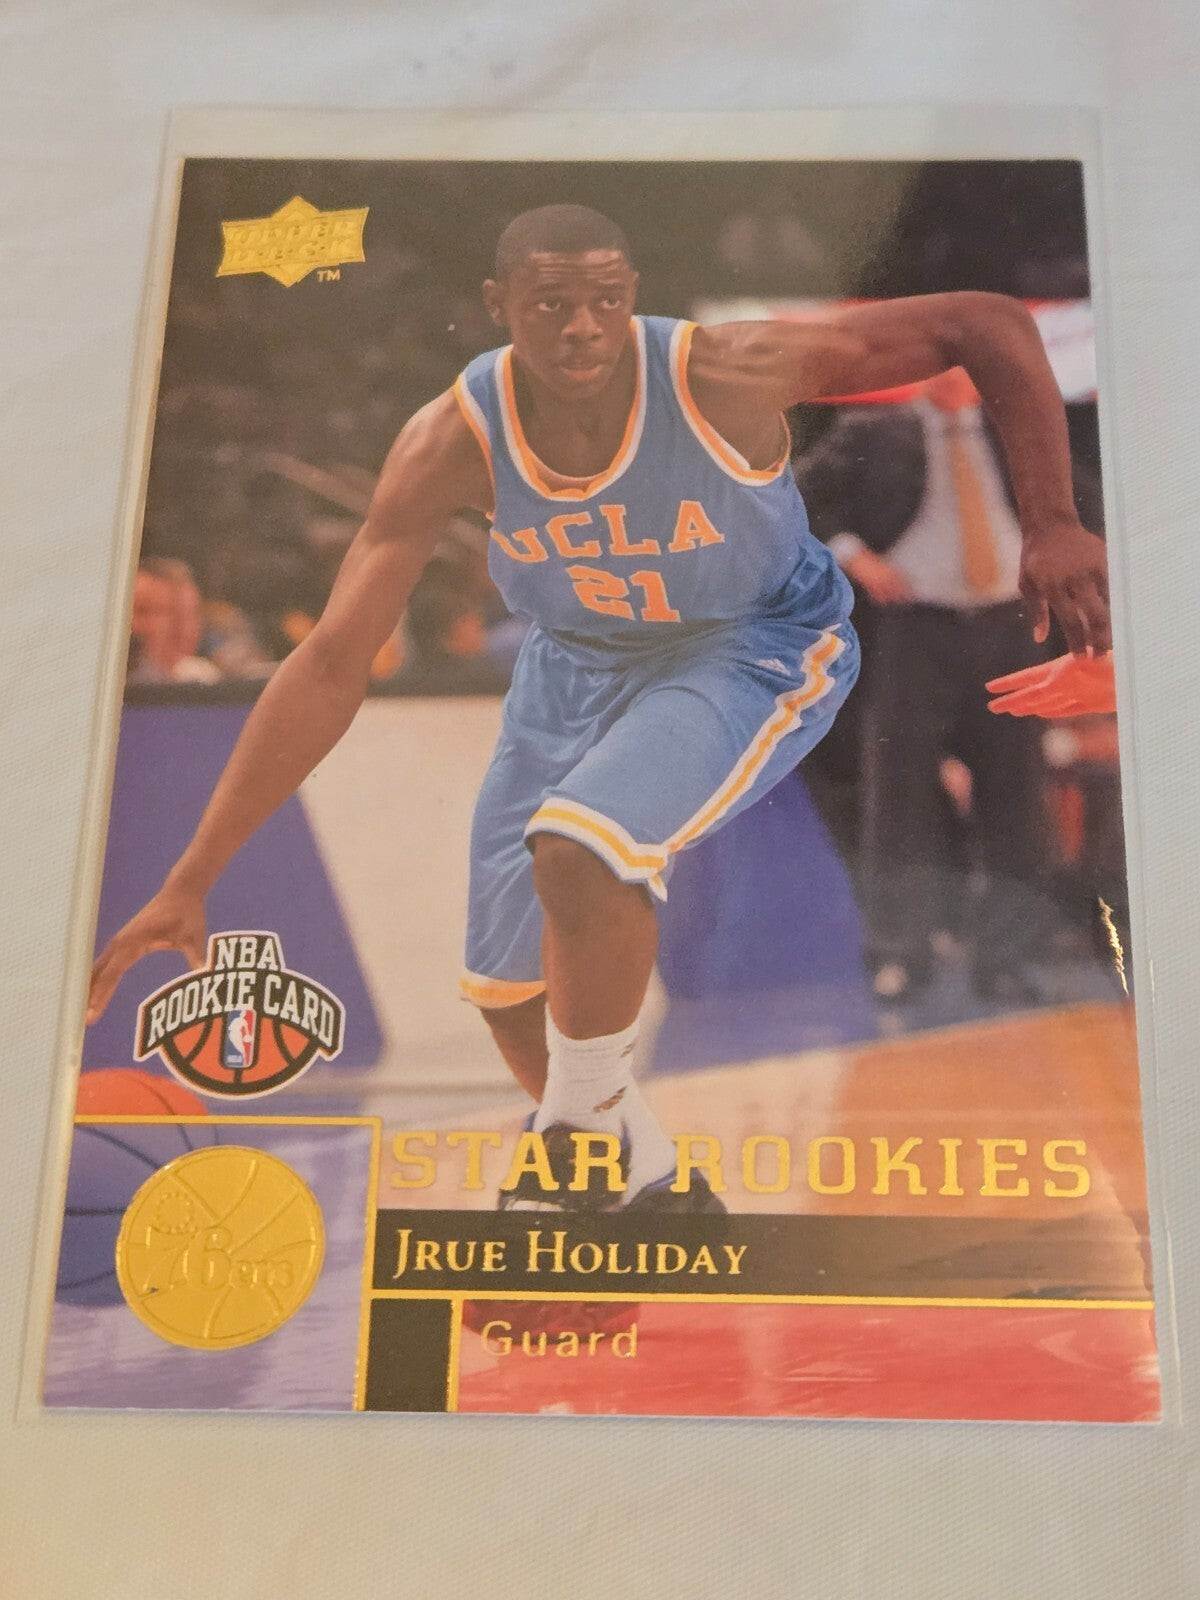 UPPER
DECK
TM
UCLA
21
NBA
ROOKIE CARD
STAR ROOKIES
76ers
JRUE HOLIDAY
Guard